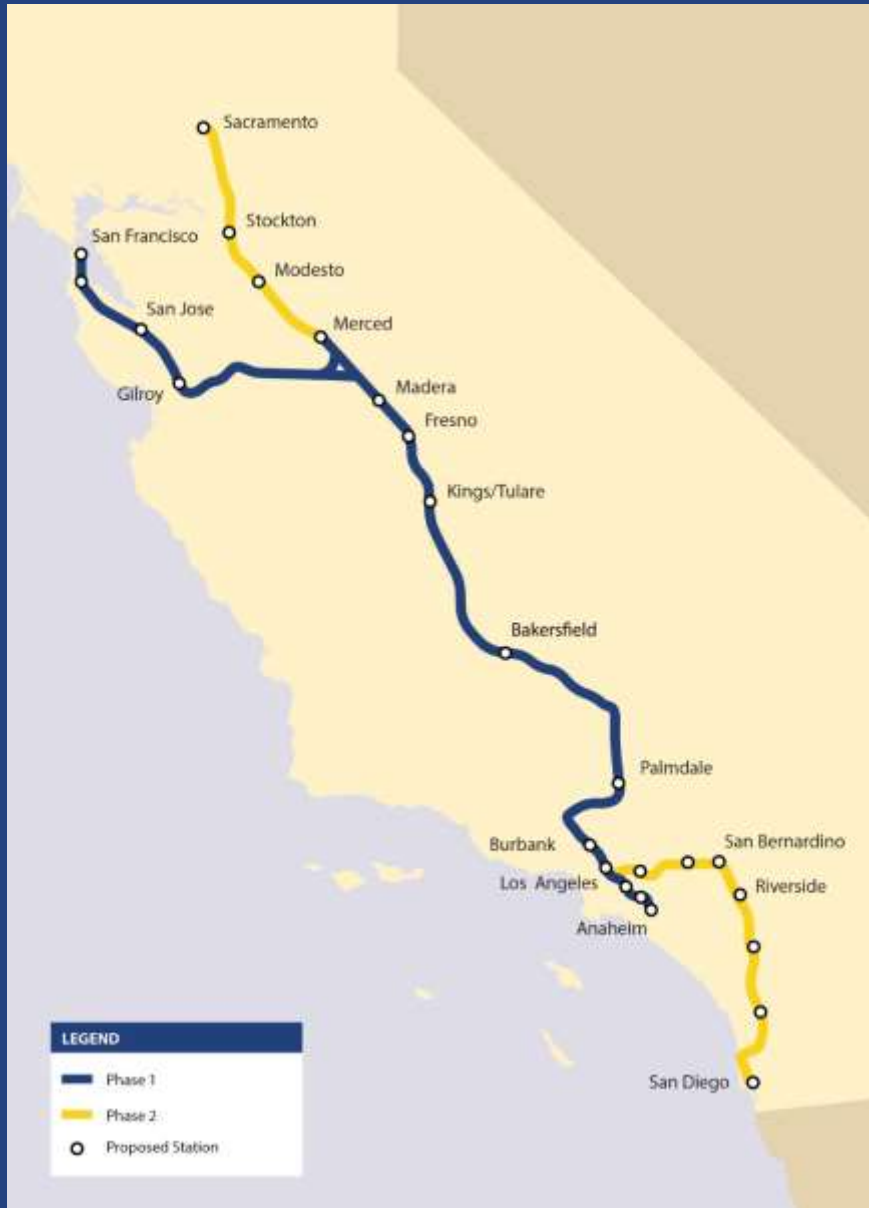 Sacramento
Stockton
San Francisco
Modesto
San Jose
Merced
Gilroy
Madera
Fresno
Kings/Tulare
Bakersfield
Palmdale
Burbank
San Bernardino
Los Angeles
Riverside
Anaheim
San Diego
LEGEND
Phase 1
Phase 2
Proposed Station